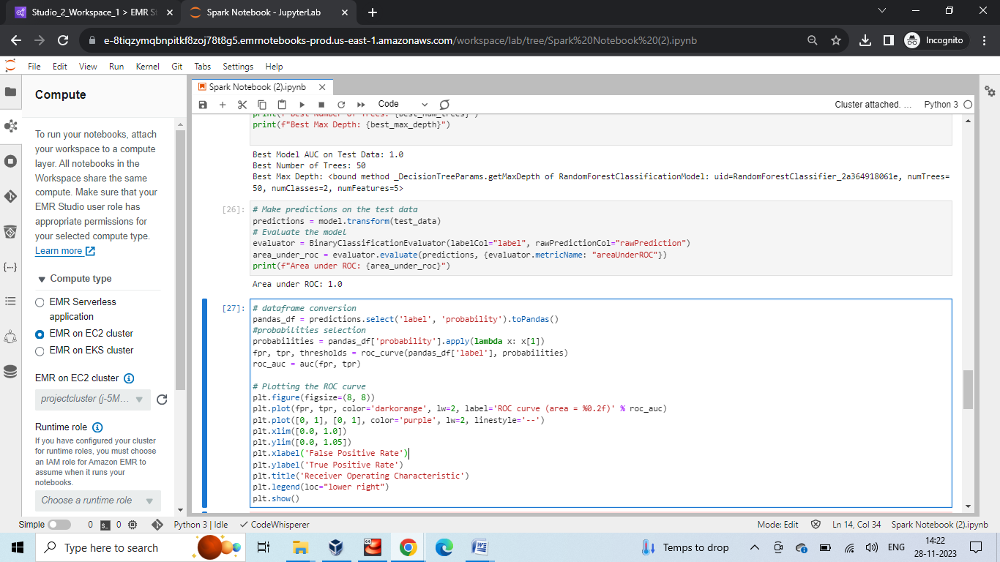 Studio_2_Workspace_1 > EMR S
Spark Notebook - JupyterLab
e-8tiqzymqbnpitkf8zoj78t8g5.emrnotebooks-prod.us-east-1.amazonaws.com/workspace/lab/tree/Spark%20Notebook%20(2).ipynb
Incognito
File Edit View Run Kernel Git Tabs Settings Help
Compute
To run your notebooks, attach
your workspace to a compute
layer. All notebooks in the
Workspace share the same
compute. Make sure that your
EMR Studio user role has
appropriate permissions for
your selected compute type.
Learn more
Compute type
EMR Serverless
application
EMR on EC2 cluster
EMR on EKS cluster
EMR on EC2 cluster
projectcluster (j-5M...
Runtime role
If you have configured your cluster
for runtime roles, you must choose
an IAM role for Amazon EMR to
assume when it runs your
notebooks.
Choose a runtime role
Spark Notebook (2).ipynb
Code
Cluster attached. ...
Python 3
print(f"Best Number of Trees: {best_num_trees}")
print(f"Best Max Depth: {best_max_depth}")
Best Model AUC on Test Data: 1.0
Best Number of Trees: 50
Best Max Depth: <bound method _DecisionTreeParams.getMaxDepth of RandomForestClassificationModel: uid=RandomForestClassifier_2a364918061e, numTrees=
50, numClasses=2, numFeatures=5>
[26]:
# Make predictions on the test data
predictions = model.transform(test_data)
# Evaluate the model
evaluator = BinaryClassificationEvaluator(labelCol="label", rawPredictionCol="rawPrediction")
area_under_roc = evaluator.evaluate(predictions, {evaluator.metricName: "areaUnderROC"})
print(f"Area under ROC: {area_under_roc}")
Area under ROC: 1.0
[27]:
# dataframe conversion
pandas_df = predictions.select('label', 'probability').toPandas()
#probabilities selection
probabilities = pandas_df['probability'].apply(lambda x: x[1])
fpr, tpr, thresholds = roc_curve(pandas_df['label'], probabilities)
roc_auc = auc(fpr, tpr)
# Plotting the ROC curve
plt.figure(figsize=(8, 8))
plt.plot(fpr, tpr, color='darkorange', lw=2, label='ROC curve (area = %0.2f)' % roc_auc)
plt.plot([0, 1], [0, 1], color='purple', lw=2, linestyle='--')
plt.xlim([0.0, 1.0])
plt.ylim([0.0, 1.05])
plt.xlabel('False Positive Rate')
plt.ylabel('True Positive Rate')
plt.title('Receiver Operating Characteristic')
plt.legend(loc="lower right")
plt.show()
Simple 0 0 Python 3 | Idle CodeWhisperer Mode: Edit Ln 14, Col 34 Spark Notebook (2).ipynb
Type here to search
64
Temps to drop
ENG
14:22
28-11-2023